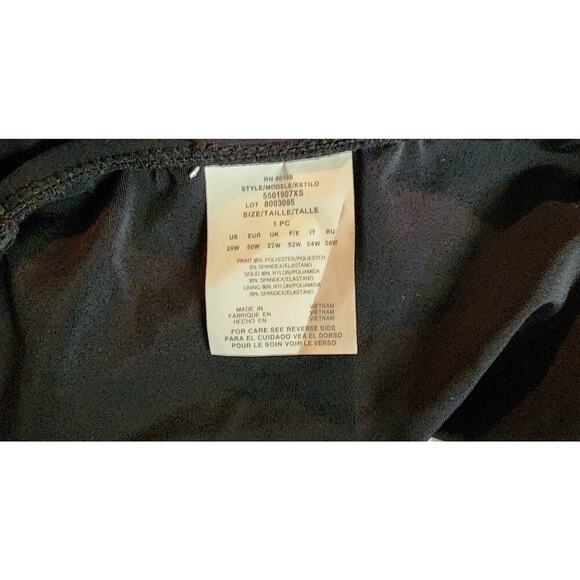 STYLE/MODELE/ESTILO
5501907XS
LOT 8003085
SIZE/TAILLE/TALLE
1 PC
US EUR UK F/E IT RU
20W 50W 22W 52W 54W 56W
PRINT 95% POLYESTER/POLIESTER
5% SPANDEX/ELASTANO
SOLID 80% NYLON/POLIAMIDA
20% SPANDEX/ELASTANO
LINING 80% NYLON/POLIAMIDA
20% SPANDEX/ELASTANO
MADE IN VIETNAM
FABRIQUE EN VIETNAM
HECHO EN VIETNAM
FOR CARE SEE REVERSE SIDE
PARA EL CUIDADO VEA EL DORSO
POUR LE SOIN VOIR LE VERSO